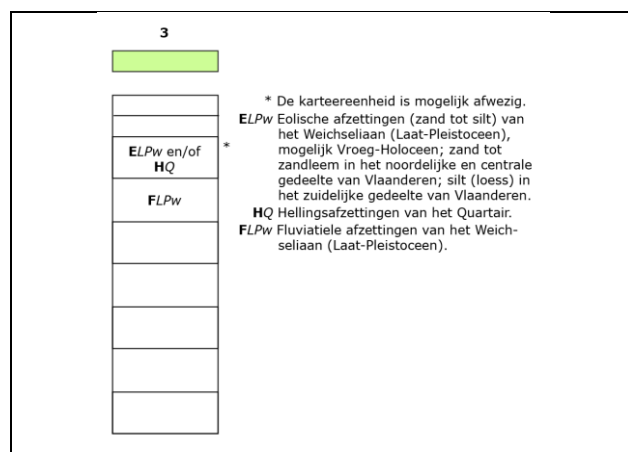 3
ELPw en/of
HQ
*
FLPw
* De karteereenheid is mogelijk afwezig.
ELPw Eolische afzettingen (zand tot silt) van
het Weichseliaan (Laat-Pleistoceen),
mogelijk Vroeg-Holoceen; zand tot
zandleem in het noordelijke en centrale
gedeelte van Vlaanderen; silt (loess) in
het zuidelijke gedeelte van Vlaanderen.
HQ Hellingsafzettingen van het Quartair.
FLPw Fluviatiele afzettingen van het Weich-
seliaan (Laat-Pleistoceen).